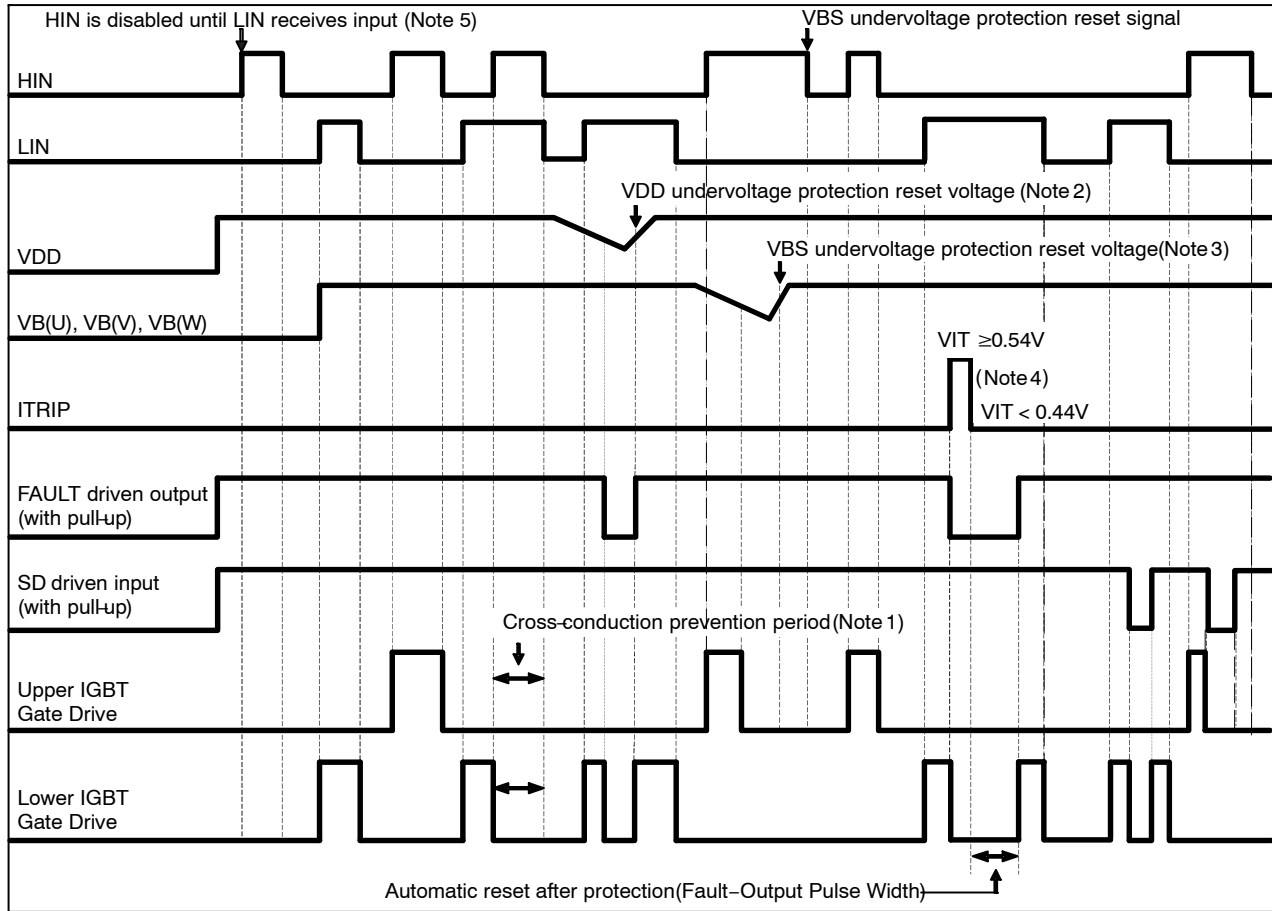 HIN is disabled until LIN receives input (Note 5)
VBS undervoltage protection reset signal
HIN
LIN
VDD undervoltage protection reset voltage (Note 2)
VDD
VBS undervoltage protection reset voltage(Note 3)
VB(U), VB(V), VB(W)
VIT ≥0.54V
(Note 4)
VIT < 0.44V
ITRIP
FAULT driven output
(with pull-up)
SD driven input
(with pull-up)
Cross-conduction prevention period(Note 1)
Upper IGBT
Gate Drive
Lower IGBT
Gate Drive
Automatic reset after protection(Fault-Output Pulse Width)